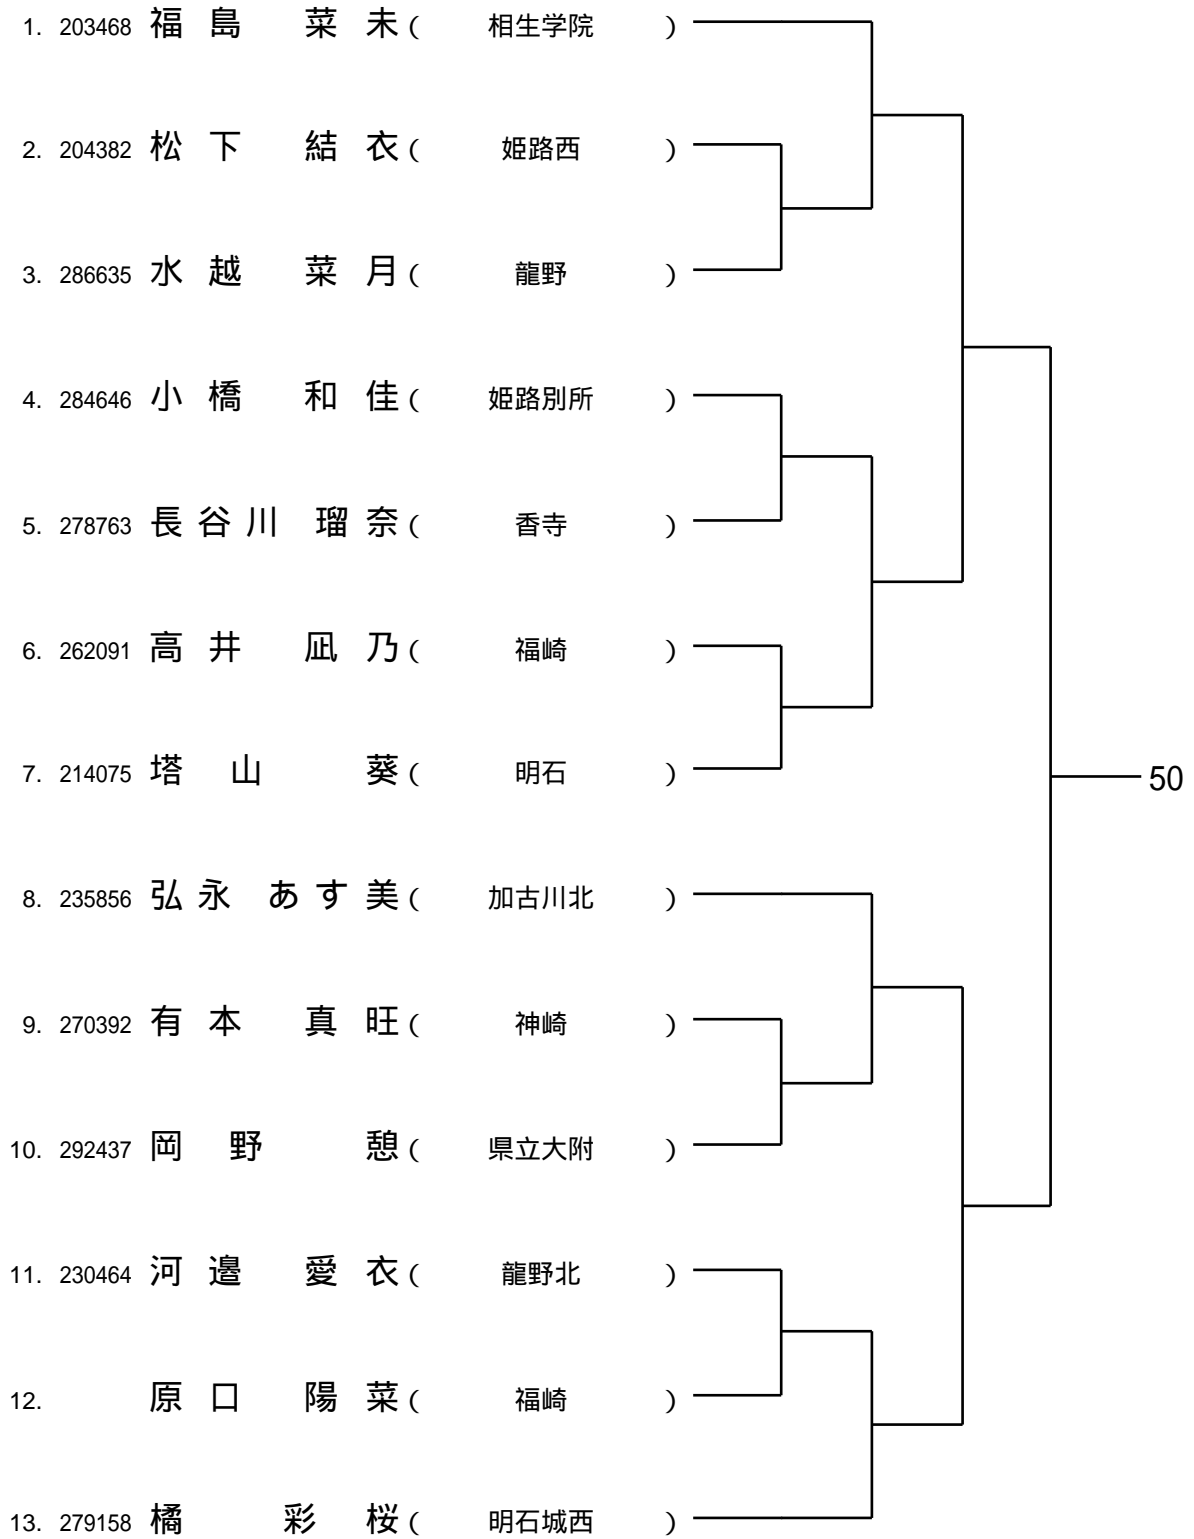 1. 203468 福島 菜未 ( 相生学院 )
2. 204382 松下 結衣 ( 姫路西 )
3. 286635 水越 菜月 ( 龍野 )
4. 284646 小橋 和佳 ( 姫路別所 )
5. 278763 長谷川 瑠奈 ( 香寺 )
6. 262091 高井 凪乃 ( 福崎 )
7. 214075 塔山 葵 ( 明石 )
50
8. 235856 弘永 あす美 ( 加古川北 )
9. 270392 有本 真旺 ( 神崎 )
10. 292437 岡野 憩 ( 県立大附 )
11. 230464 河邉 愛衣 ( 龍野北 )
12. 原口 陽菜 ( 福崎 )
13. 279158 橘 彩桜 ( 明石城西 )